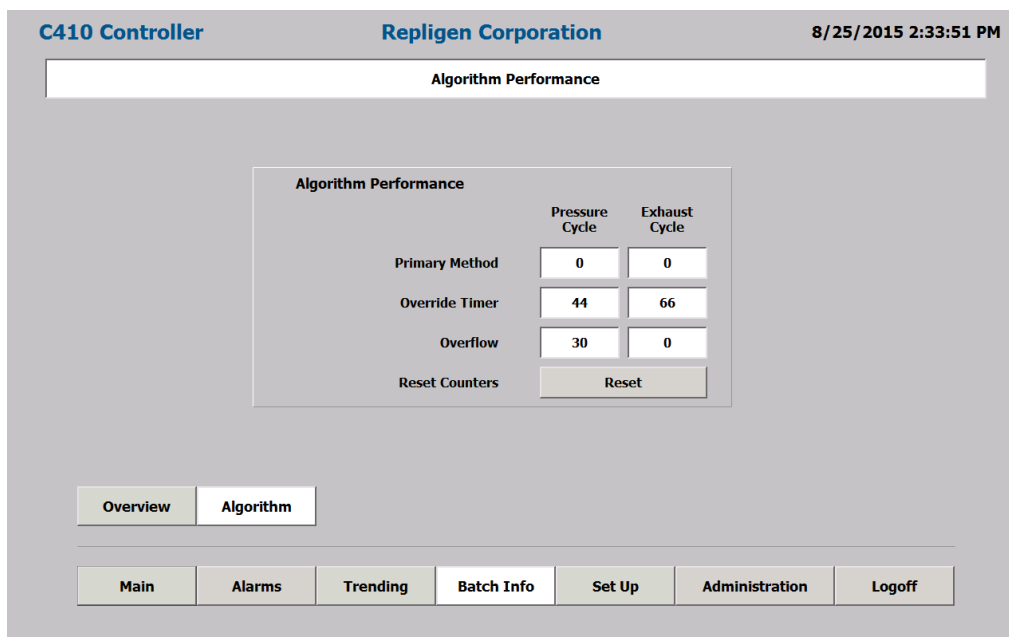 C410 Controller Repligen Corporation 8/25/2015 2:33:51 PM
Algorithm Performance
Algorithm Performance
Pressure Cycle Exhaust Cycle
Primary Method 0 0
Override Timer 44 66
Overflow 30 0
Reset Counters Reset
Overview Algorithm
Main Alarms Trending Batch Info Set Up Administration Logoff